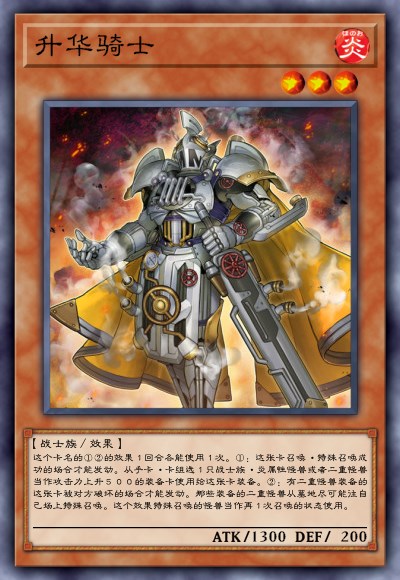 升华骑士
ほのお
炎
【战士族／效果】
这个卡名的①②的效果1回合各能使用1次。①：这张卡召唤·特殊召唤成
功的场合才能发动。从手卡·卡组选1只战士族·炎属性怪兽或者二重怪兽
当作攻击力上升500的装备卡使用给这张卡装备。②：有二重怪兽装备的
这张卡被对方破坏的场合才能发动。那些装备的二重怪兽从墓地尽可能往自
己场上特殊召唤。这个效果特殊召唤的怪兽当作再1次召唤的状态使用。
ATK/1300 DEF/ 200